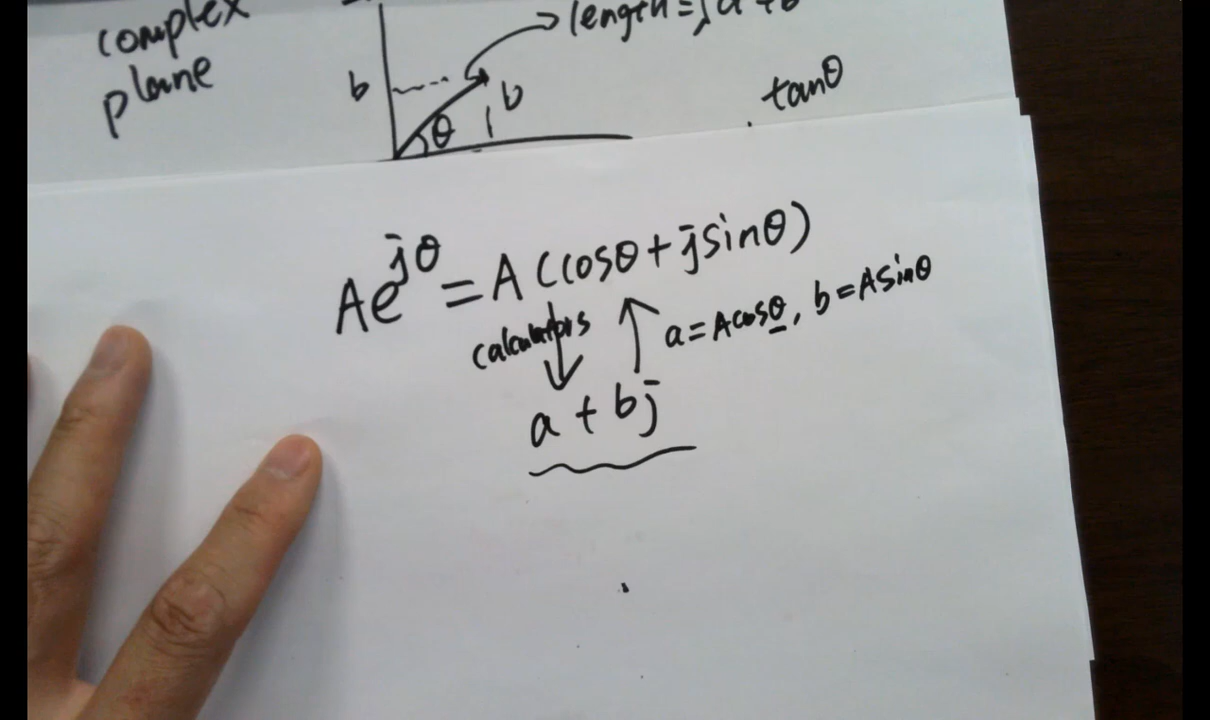 complex
plane
length =
b
b
θ
tanθ
Ae^jθ = A (cosθ + jsinθ)
calculators
a = Acosθ, b = Asinθ
a + bj